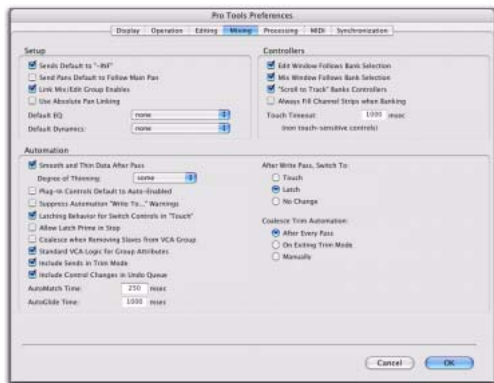 Pro Tools Preferences
Display Operation Editing Mixing Processing MIDI Synchronization
Setup
Sends Default to "-INF"
Send Pans Default to Follow Main Pan
Link Mix/Edit Group Enables
Use Absolute Pan Linking
Default EQ: none
Default Dynamics: none
Controllers
Edit Window Follows Bank Selection
Mix Window Follows Bank Selection
"Scroll to Track" Banks Controllers
Always Fill Channel Strips when Banking
Touch Timeout: 1000 msec
(non touch-sensitive controls)
Automation
Smooth and Thin Data After Pass
Degree of Thinning: some
Plug-in Controls Default to Auto-Enabled
Suppress Automation "Write To..." Warnings
Latching Behavior for Switch Controls in "Touch"
Allow Latch Prime in Stop
Coalesce when Removing Slaves from VCA Group
Standard VCA Logic for Group Attributes
Include Sends in Trim Mode
Include Control Changes in Undo Queue
AutoMatch Time: 250 msec
AutoGlide Time: 1000 msec
After Write Pass, Switch To:
Touch
Latch
No Change
Coalesce Trim Automation:
After Every Pass
On Exiting Trim Mode
Manually
Cancel OK